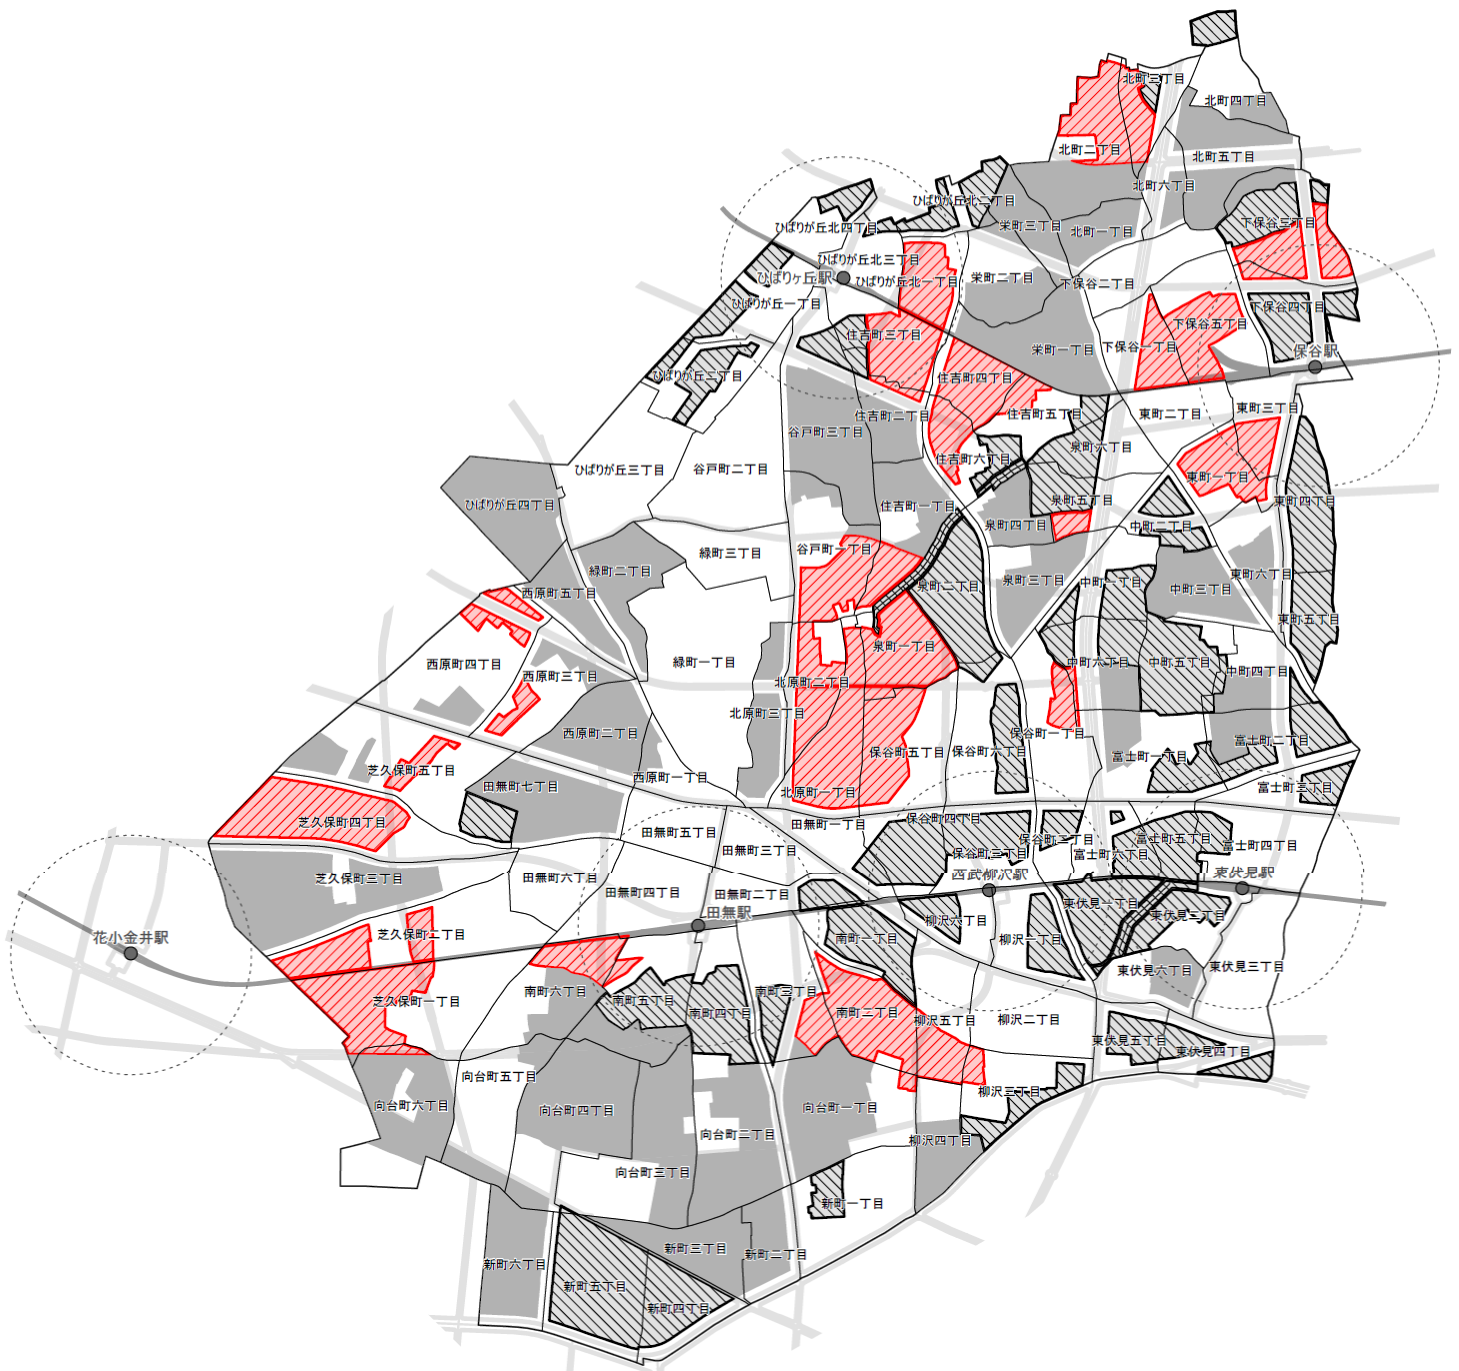 北町三丁目
北町四丁目
北町二丁目
北町五丁目
北町六丁目
ひばりが丘北二丁目
ひばりが丘北四丁目
栄町三丁目
北町一丁目
下保谷三丁目
ひばりが丘北三丁目
ひばりヶ丘駅
ひばりが丘北一丁目
栄町二丁目
下保谷二丁目
ひばりが丘一丁目
下保谷四丁目
住吉町三丁目
下保谷五丁目
栄町一丁目
下保谷一丁目
保谷駅
ひばりが丘二丁目
住吉町四丁目
東町三丁目
住吉町二丁目
住吉町五丁目
東町二丁目
谷戸町三丁目
泉町六丁目
住吉町六丁目
ひばりが丘三丁目
谷戸町二丁目
東町一丁目
ひばりが丘四丁目
住吉町一丁目
泉町五丁目
東町四丁目
泉町四丁目
中町二丁目
緑町三丁目
谷戸町一丁目
緑町二丁目
泉町三丁目
中町一丁目
東町六丁目
西原町五丁目
泉町二丁目
中町三丁目
東町五丁目
泉町一丁目
西原町四丁目
緑町一丁目
中町六丁目
中町五丁目
中町四丁目
西原町三丁目
北原町二丁目
北原町三丁目
西原町二丁目
保谷町一丁目
富士町二丁目
保谷町五丁目
保谷町六丁目
富士町一丁目
芝久保町五丁目
西原町一丁目
田無町七丁目
富士町三丁目
北原町一丁目
芝久保町四丁目
田無町一丁目
保谷町四丁目
田無町五丁目
保谷町二丁目
富士町五丁目
富士町四丁目
田無町三丁目
保谷町三丁目
富士町六丁目
西武柳沢駅
東伏見駅
芝久保町三丁目
田無町六丁目
田無町四丁目
田無町二丁目
東伏見一丁目
田無駅
東伏見二丁目
柳沢六丁目
芝久保町二丁目
花小金井駅
南町一丁目
柳沢一丁目
東伏見六丁目
東伏見三丁目
南町六丁目
南町三丁目
芝久保町一丁目
南町五丁目
南町四丁目
南町二丁目
柳沢五丁目
柳沢二丁目
東伏見五丁目
東伏見四丁目
向台町五丁目
柳沢三丁目
向台町六丁目
向台町四丁目
向台町一丁目
向台町二丁目
柳沢四丁目
向台町三丁目
新町一丁目
新町三丁目
新町二丁目
新町六丁目
新町五丁目
新町四丁目